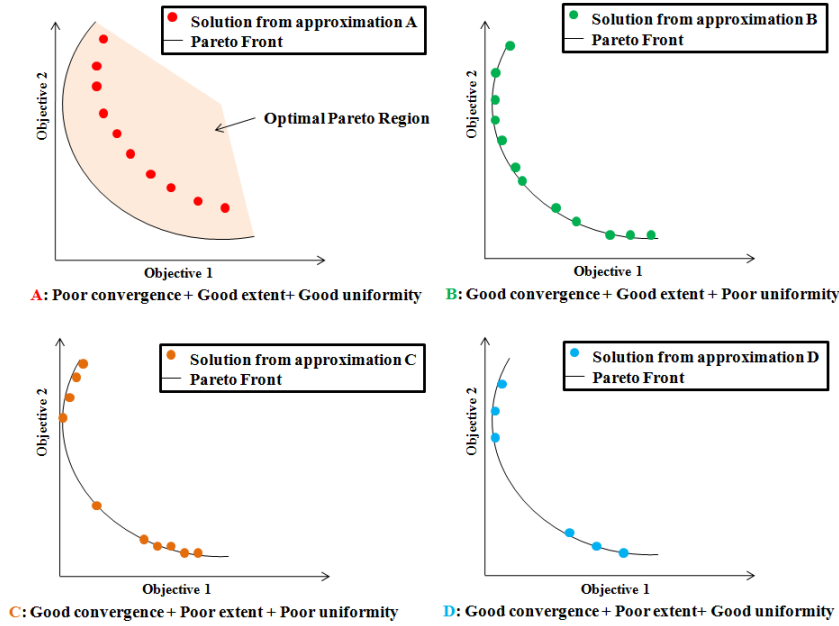 Solution from approximation A
Pareto Front
Objective 2
Optimal Pareto Region
Objective 1
A: Poor convergence + Good extent+ Good uniformity
Solution from approximation B
Pareto Front
Objective 2
Objective 1
B: Good convergence + Good extent + Poor uniformity
Solution from approximation C
Pareto Front
Objective 2
Objective 1
C: Good convergence + Poor extent + Poor uniformity
Solution from approximation D
Pareto Front
Objective 2
Objective 1
D: Good convergence + Poor extent+ Good uniformity